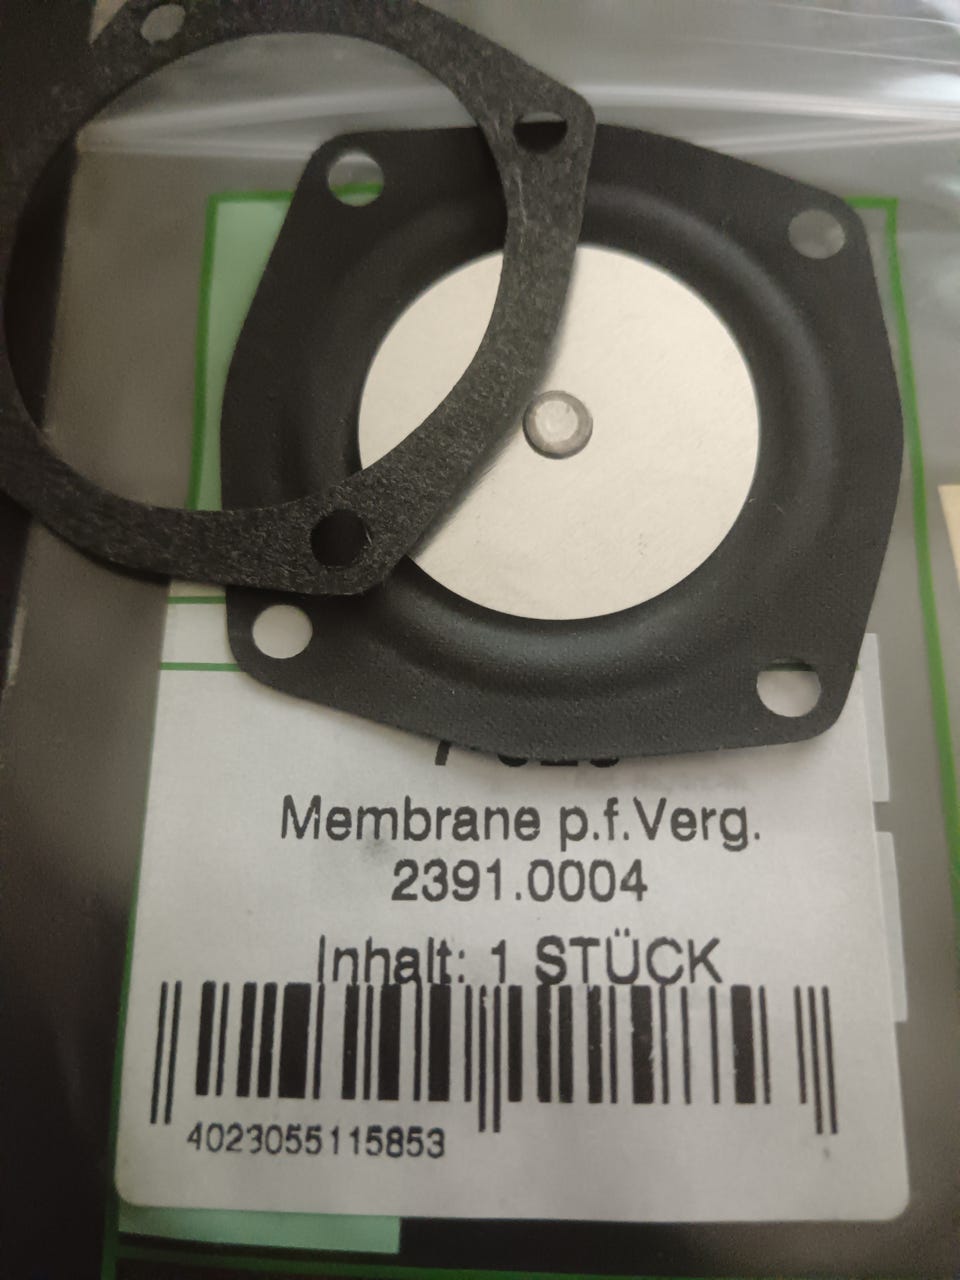 Membrane p.f.Verg.
2391.0004
Inhalt: 1 STÜCK
4023055115853